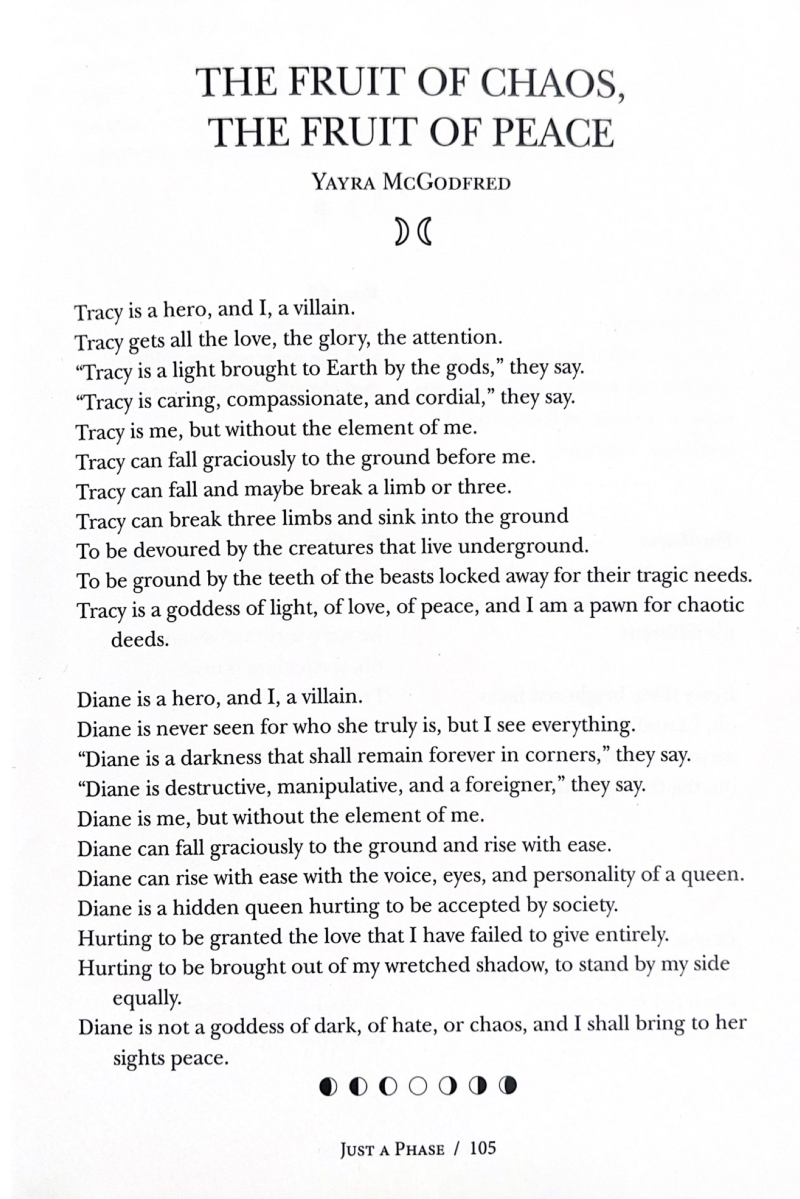 THE FRUIT OF CHAOS,
THE FRUIT OF PEACE
YAYRA MCGODFRED
Tracy is a hero, and I, a villain.
Tracy gets all the love, the glory, the attention.
“Tracy is a light brought to Earth by the gods,” they say.
“Tracy is caring, compassionate, and cordial,” they say.
Tracy is me, but without the element of me.
Tracy can fall graciously to the ground before me.
Tracy can fall and maybe break a limb or three.
Tracy can break three limbs and sink into the ground
To be devoured by the creatures that live underground.
To be ground by the teeth of the beasts locked away for their tragic needs.
Tracy is a goddess of light, of love, of peace, and I am a pawn for chaotic
deeds.
Diane is a hero, and I, a villain.
Diane is never seen for who she truly is, but I see everything.
“Diane is a darkness that shall remain forever in corners,” they say.
“Diane is destructive, manipulative, and a foreigner,” they say.
Diane is me, but without the element of me.
Diane can fall graciously to the ground and rise with ease.
Diane can rise with ease with the voice, eyes, and personality of a queen.
Diane is a hidden queen hurting to be accepted by society.
Hurting to be granted the love that I have failed to give entirely.
Hurting to be brought out of my wretched shadow, to stand by my side
equally.
Diane is not a goddess of dark, of hate, or chaos, and I shall bring to her
sights peace.
JUST A PHASE / 105